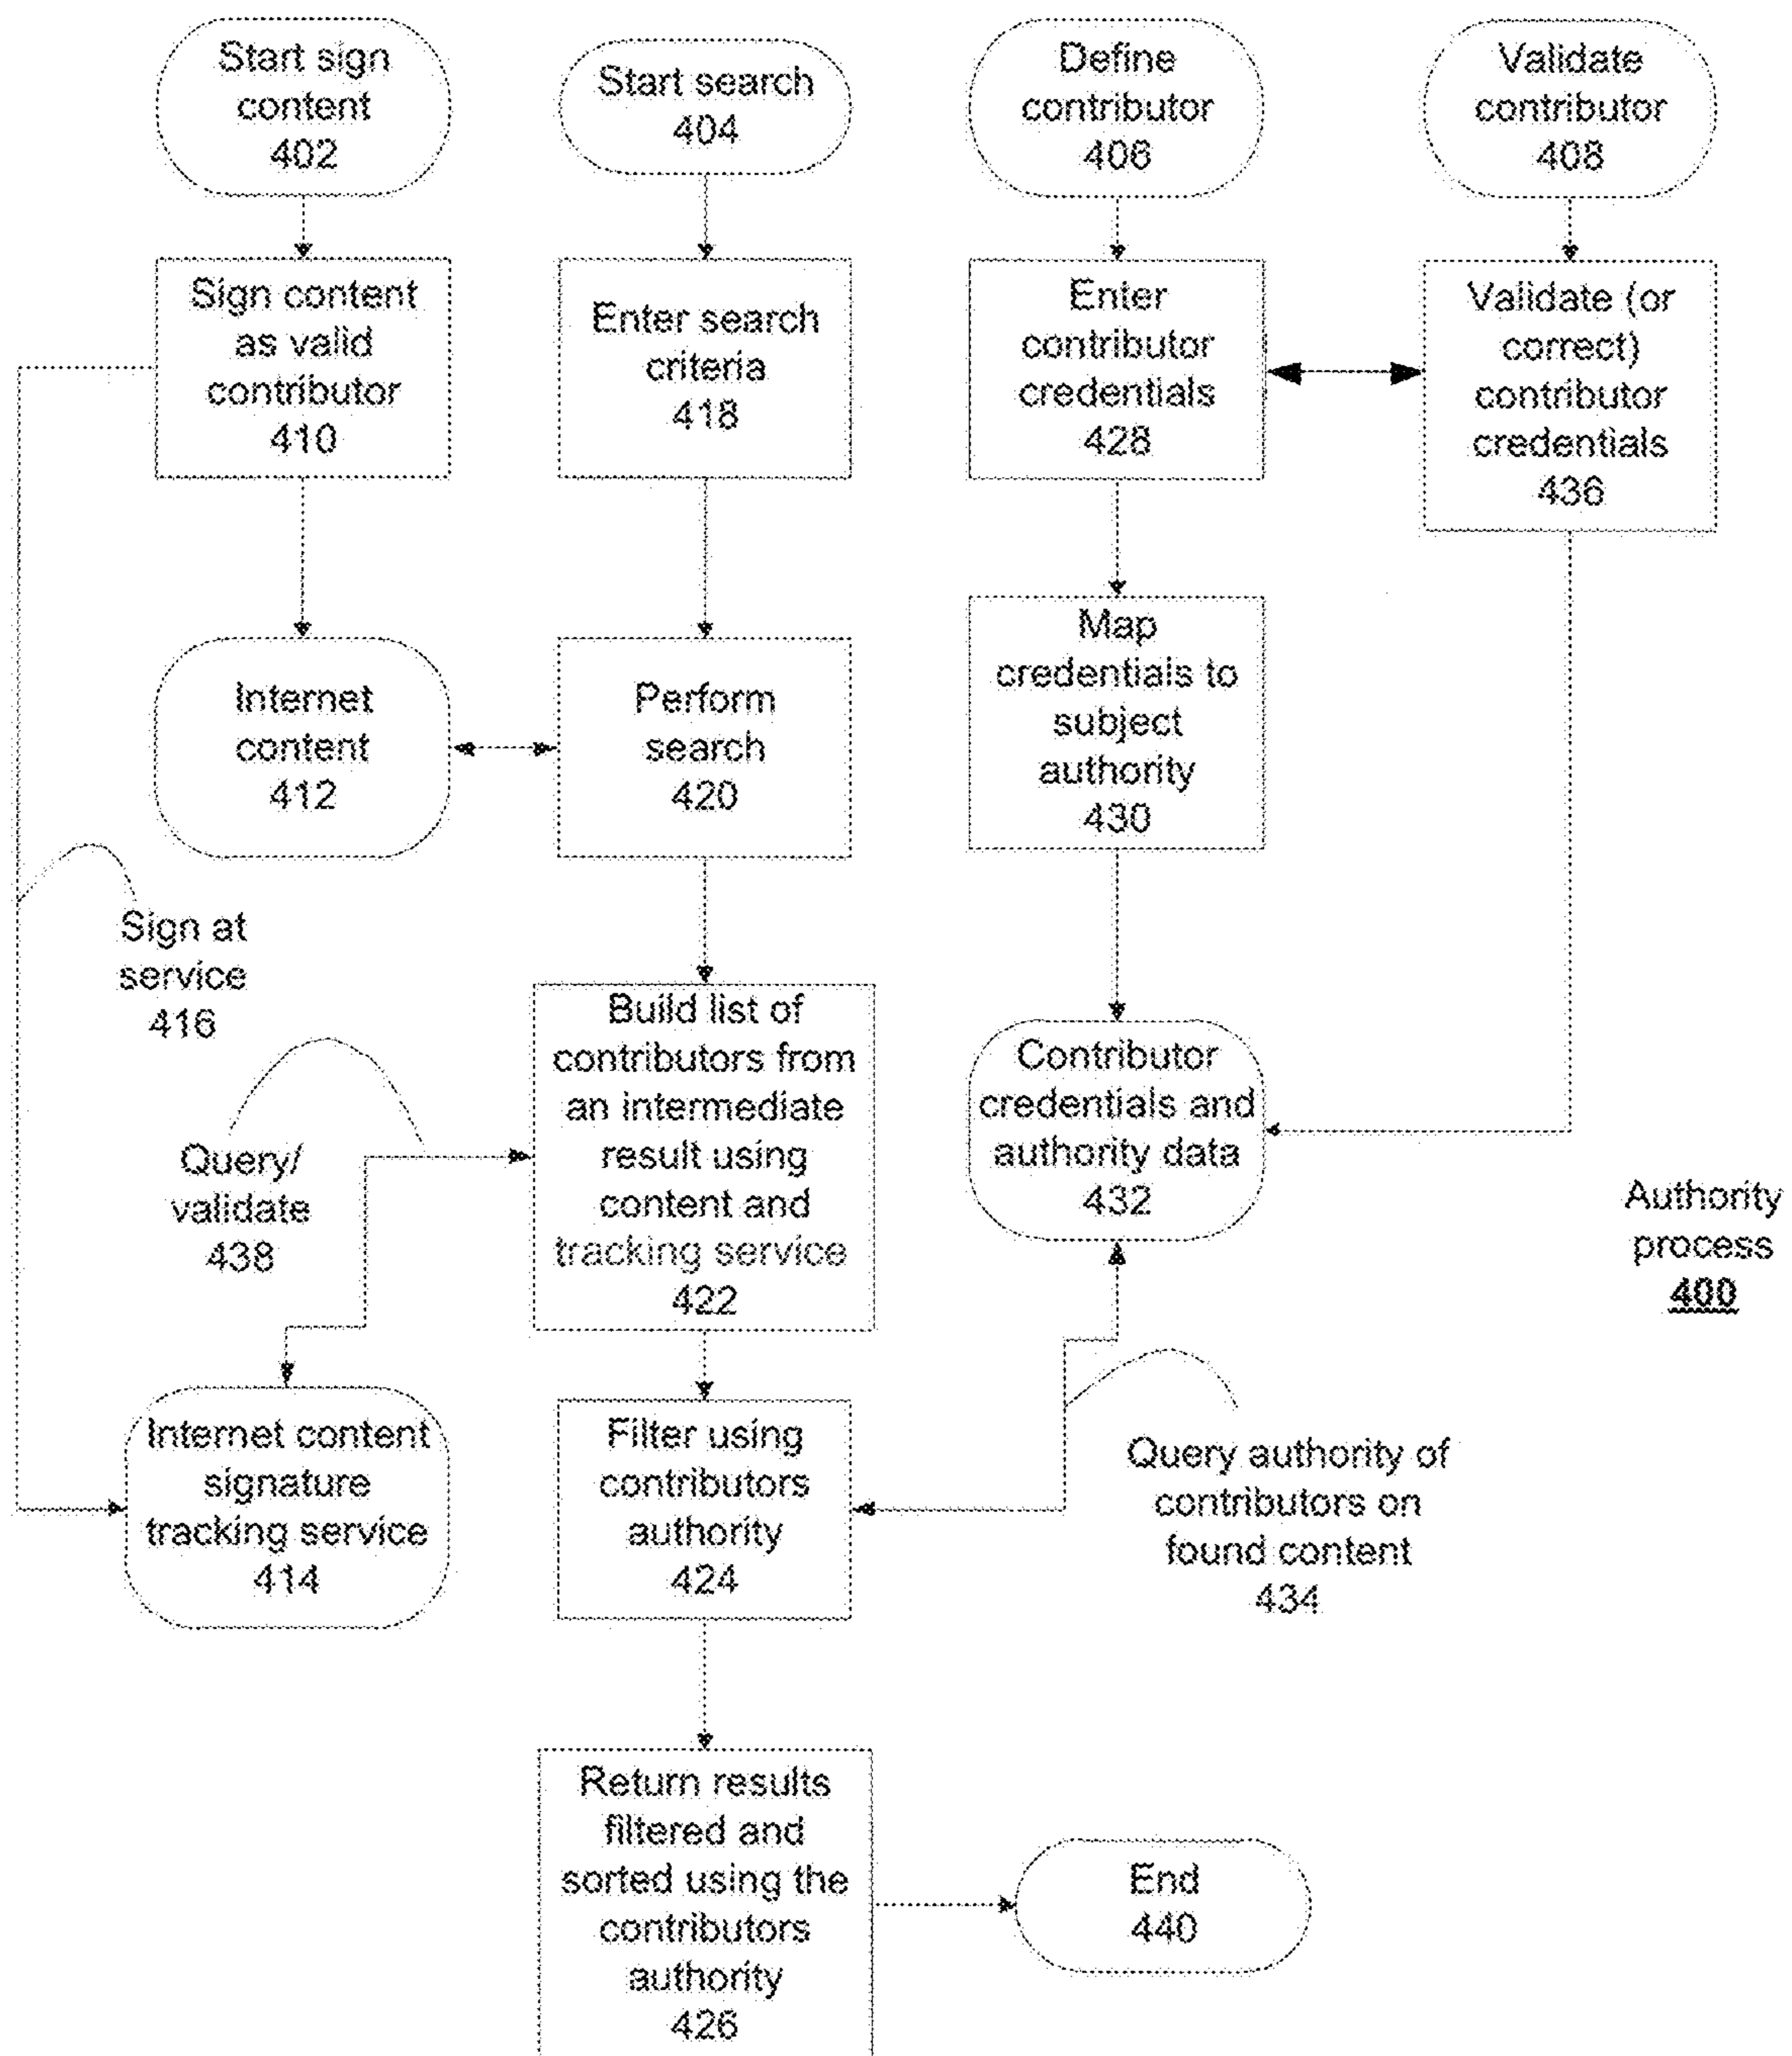 Start sign
content
402
Start search
404
Define
contributor
406
Validate
contributor
408
Sign content
as valid
contributor
410
Enter search
criteria
418
Enter
contributor
credentials
428
Validate (or
correct)
contributor
credentials
436
Internet
content
412
Perform
search
420
Map
credentials to
subject
authority
430
Sign at
service
416
Build list of
contributors from
an intermediate
result using
content and
tracking service
422
Contributor
credentials and
authority data
432
Query/
validate
438
Authority
process
400
Internet content
signature
tracking service
414
Filter using
contributors
authority
424
Query authority of
contributors on
found content
434
Return results
filtered and
sorted using the
contributors
authority
426
End
440